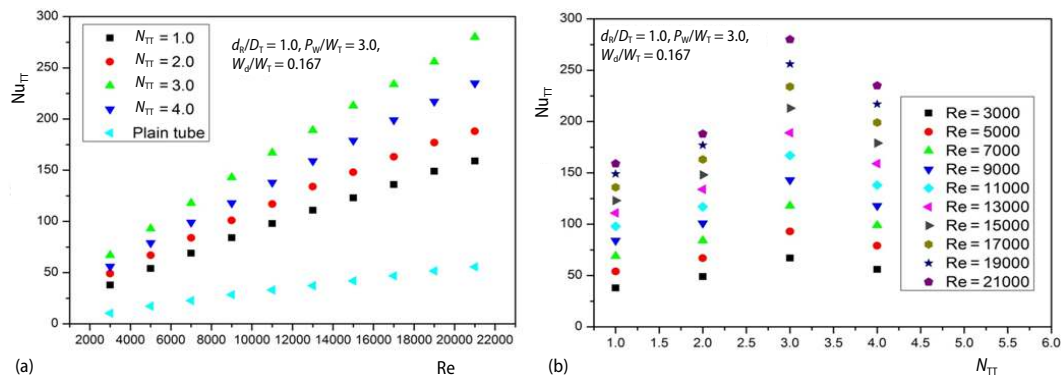 300
250
200
150
100
50
0
Nu_TT
N_TT = 1.0
N_TT = 2.0
N_TT = 3.0
N_TT = 4.0
Plain tube
d_R/D_T = 1.0, P_W/W_T = 3.0,
W_d/W_T = 0.167
2000 4000 6000 8000 10000 12000 14000 16000 18000 20000 22000
(a)
Re
300
250
200
150
100
50
0
Nu_TT
d_R/D_T = 1.0, P_W/W_T = 3.0,
W_d/W_T = 0.167
Re = 3000
Re = 5000
Re = 7000
Re = 9000
Re = 11000
Re = 13000
Re = 15000
Re = 17000
Re = 19000
Re = 21000
1.0 1.5 2.0 2.5 3.0 3.5 4.0 4.5 5.0 5.5 6.0
(b)
N_TT